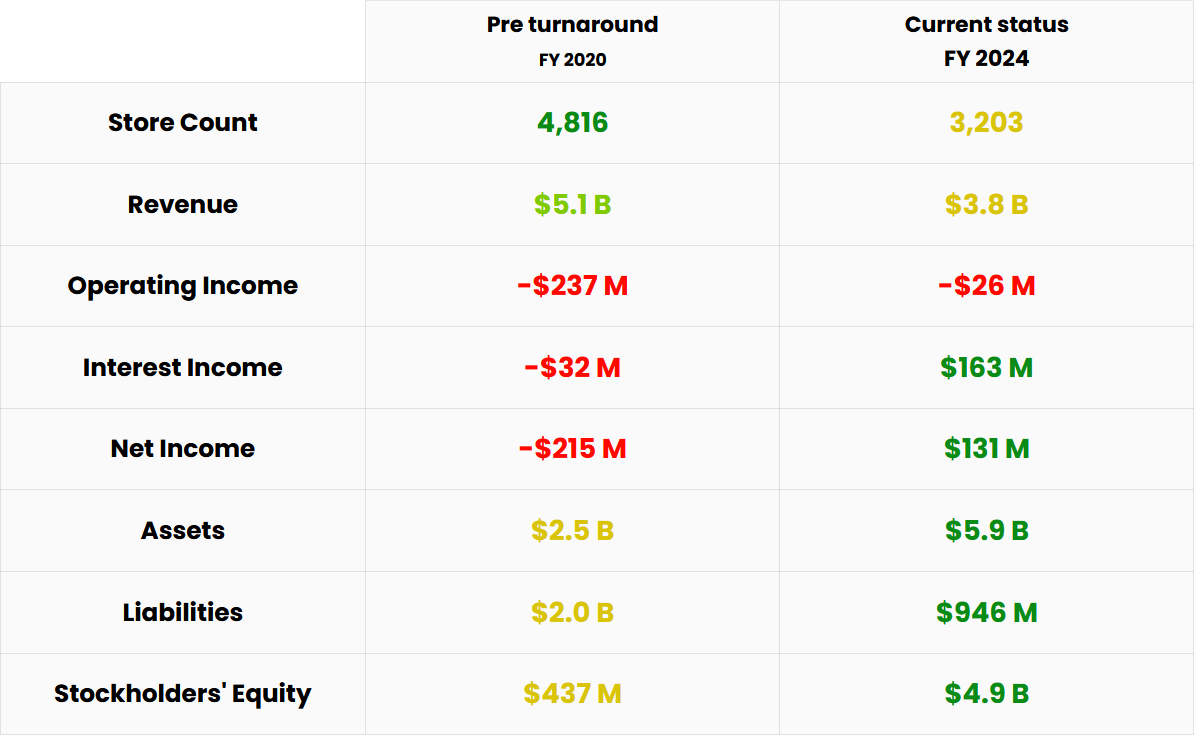 Pre turnaround Current status
FY 2020 FY 2024
Store Count 4,816 3,203
Revenue $5.1 B $3.8 B
Operating Income -$237 M -$26 M
Interest Income -$32 M $163 M
Net Income -$215 M $131 M
Assets $2.5 B $5.9 B
Liabilities $2.0 B $946 M
Stockholders' Equity $437 M $4.9 B